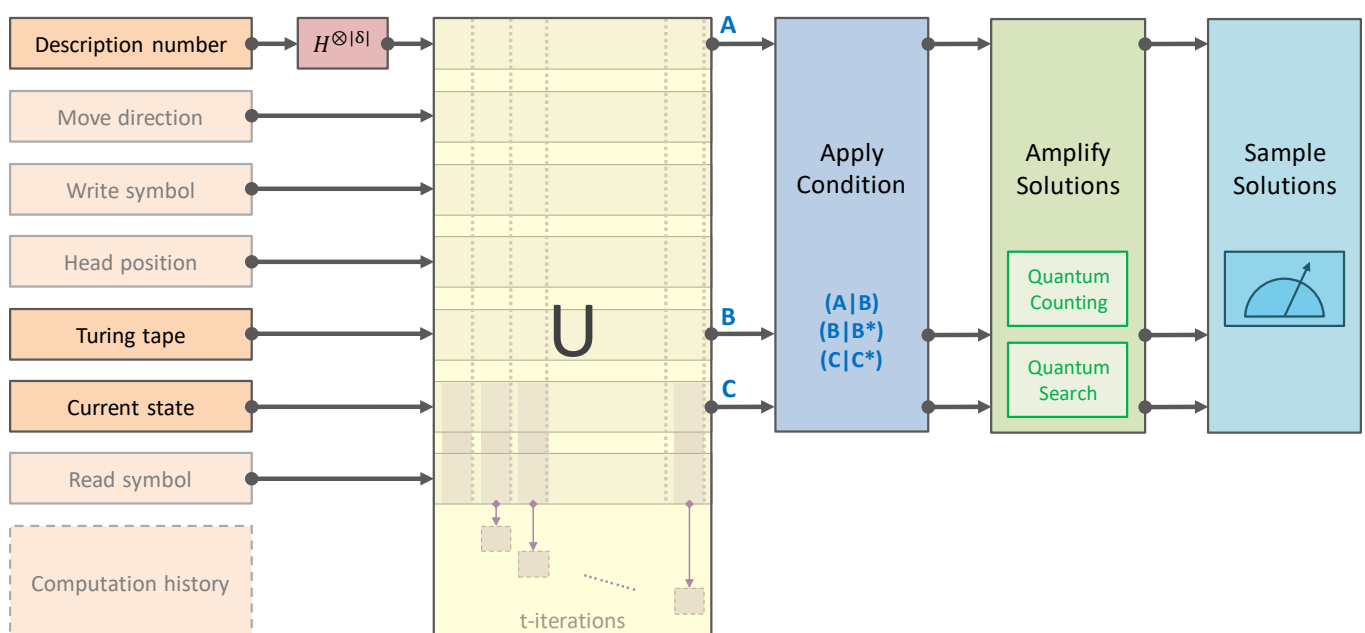 Description number
H⊗|δ|
A
Move direction
Write symbol
Apply
Condition
Amplify
Solutions
Sample
Solutions
Head position
Turing tape
U
B
(A|B)
(B|B*)
(C|C*)
Quantum
Counting
Current state
C
Quantum
Search
Read symbol
Computation history
t-iterations